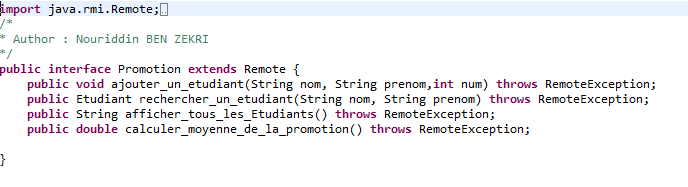 import java.rmi.Remote;
/*
* Author : Nouriddin BEN ZEKRI
*/
public interface Promotion extends Remote {
    public void ajouter_un_etudiant(String nom, String prenom,int num) throws RemoteException;
    public Etudiant rechercher_un_etudiant(String nom, String prenom) throws RemoteException;
    public String afficher_tous_les_Etudiants() throws RemoteException;
    public double calculer_moyenne_de_la_promotion() throws RemoteException;
}